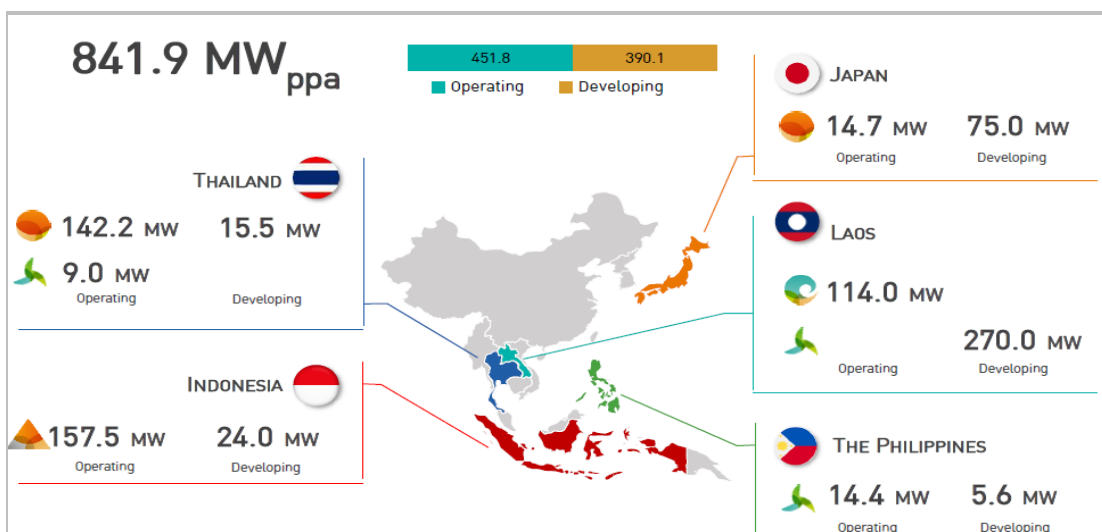 841.9 MWppa
451.8 390.1
Operating Developing
THAILAND
142.2 MW 15.5 MW
9.0 MW
Operating Developing
INDONESIA
157.5 MW 24.0 MW
Operating Developing
JAPAN
14.7 MW 75.0 MW
Operating Developing
LAOS
114.0 MW
270.0 MW
Operating Developing
THE PHILIPPINES
14.4 MW 5.6 MW
Operating Developing